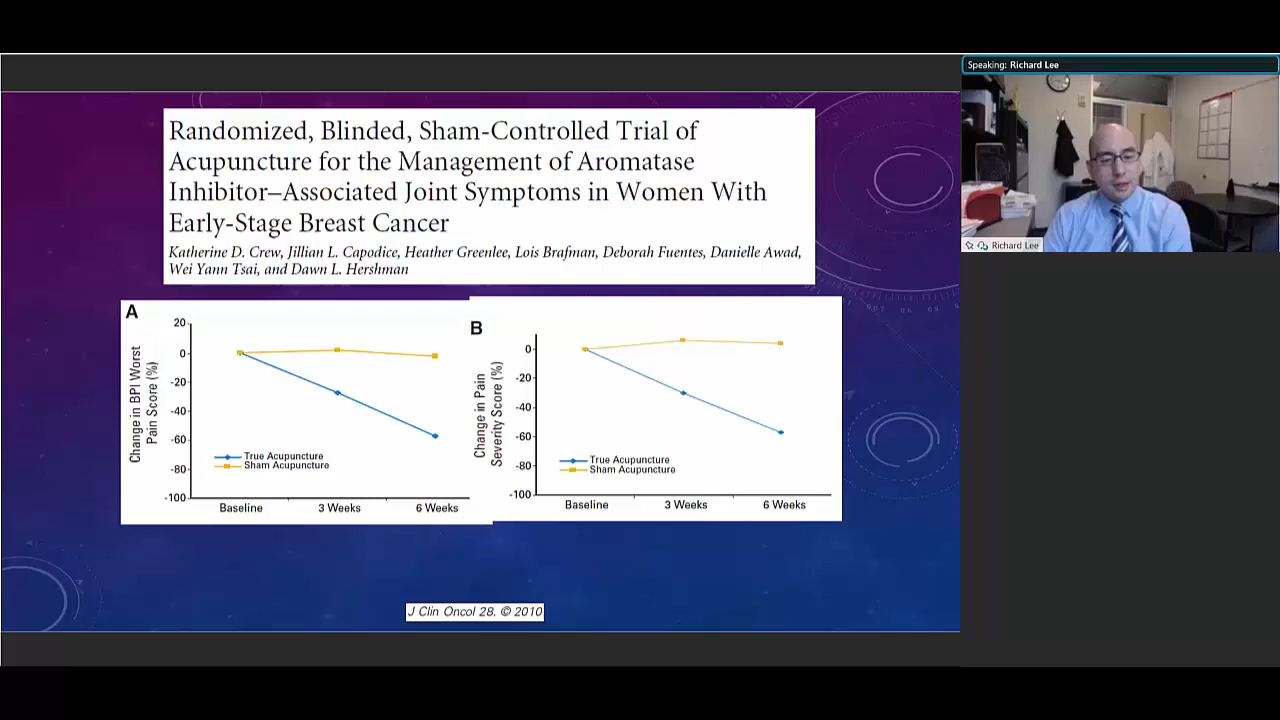 Speaking: Richard Lee
Randomized, Blinded, Sham-Controlled Trial of
Acupuncture for the Management of Aromatase
Inhibitor–Associated Joint Symptoms in Women With
Early-Stage Breast Cancer
Katherine D. Crew, Jillian L. Capodice, Heather Greenlee, Lois Brafman, Deborah Fuentes, Danielle Awad,
Wei Yann Tsai, and Dawn L. Hershman
Richard Lee
A
Change in BPI Worst
Pain Score (%)
20
0
-20
-40
-60
-80
-100
True Acupuncture
Sham Acupuncture
Baseline
3 Weeks
6 Weeks
B
Change in Pain
Severity Score (%)
0
-20
-40
-60
-80
-100
True Acupuncture
Sham Acupuncture
Baseline
3 Weeks
6 Weeks
J Clin Oncol 28. © 2010